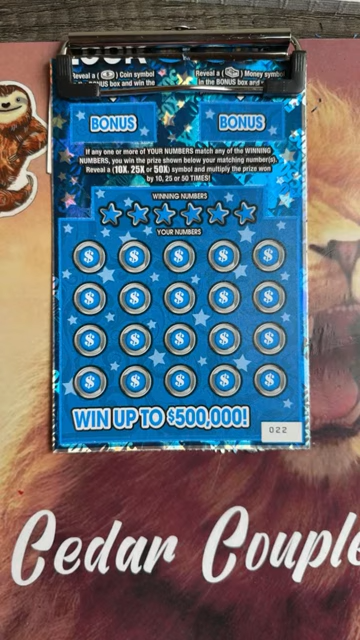 Reveal a ( ) Coin symbol
in BONUS box and win the
Reveal a ( ) Money symbol
in the BONUS box and
BONUS
BONUS
If any one or more of YOUR NUMBERS match any of the WINNING
NUMBERS, you win the prize shown below your matching number(s).
Reveal a (10X, 25X or 50X) symbol and multiply the prize won
by 10, 25 or 50 TIMES!
WINNING NUMBERS
YOUR NUMBERS
$ $ $ $ $
$ $ $ $ $
$ $ $ $ $
$ $ $ $ $
WIN UP TO $500,000!
022
Cedar Couple